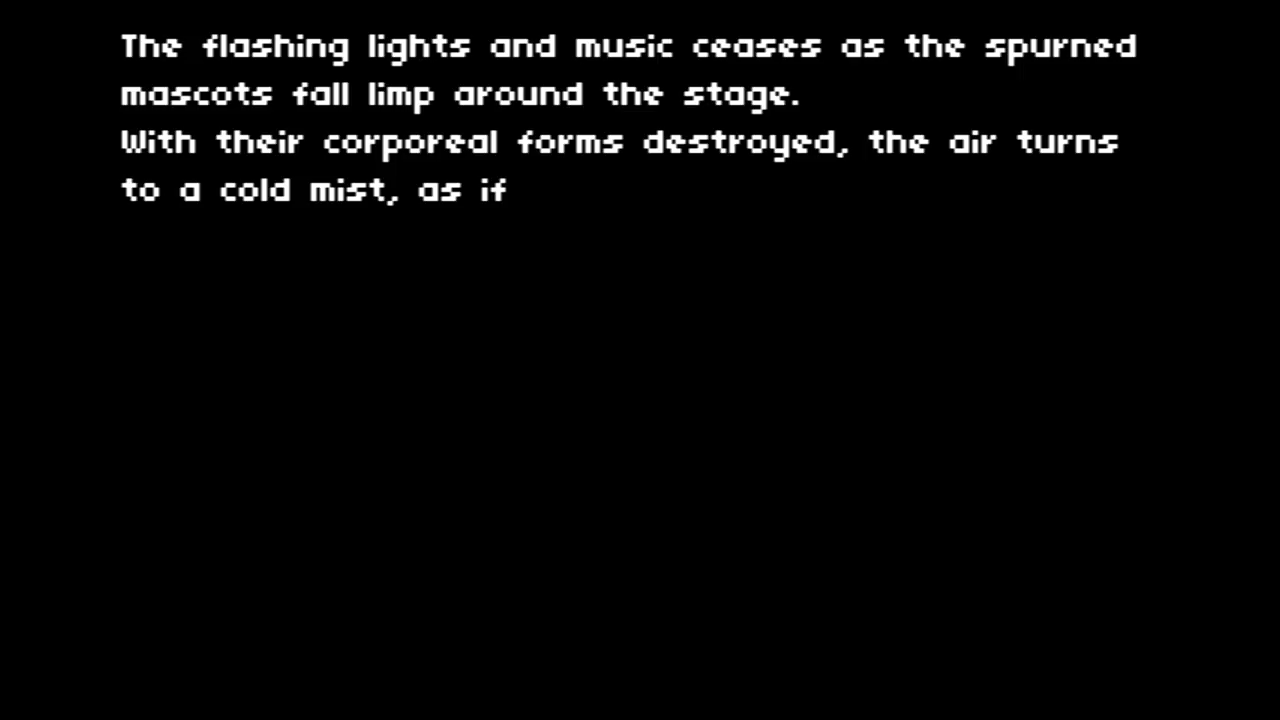 The flashing lights and music ceases as the spurned
mascots fall limp around the stage.
With their corporeal forms destroyed, the air turns
to a cold mist, as if